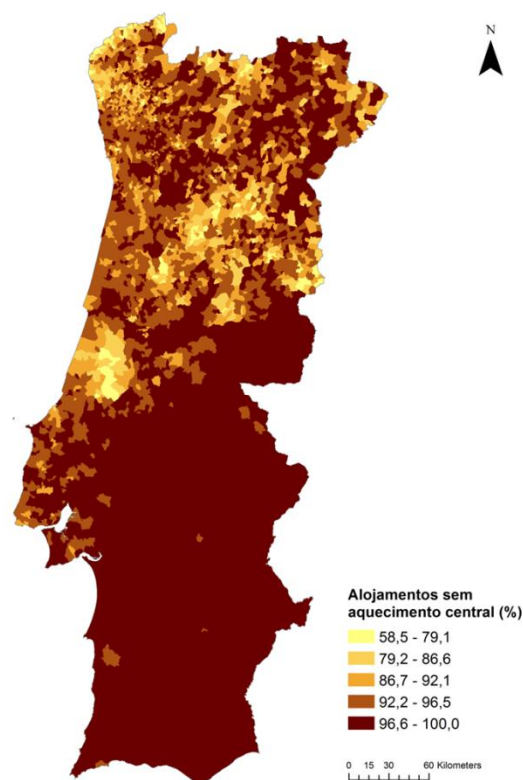 N
Alojamentos sem
aquecimento central (%)
58,5 - 79,1
79,2 - 86,6
86,7 - 92,1
92,2 - 96,5
96,6 - 100,0
0 15 30 60 Kilometers